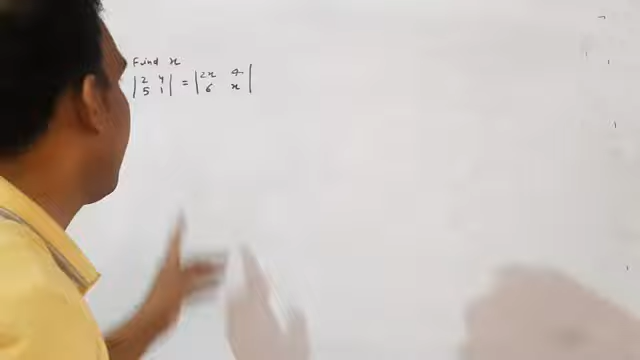 Find x
| 2 4 | = | 2x 4 |
| 5 1 |   | 6 x |